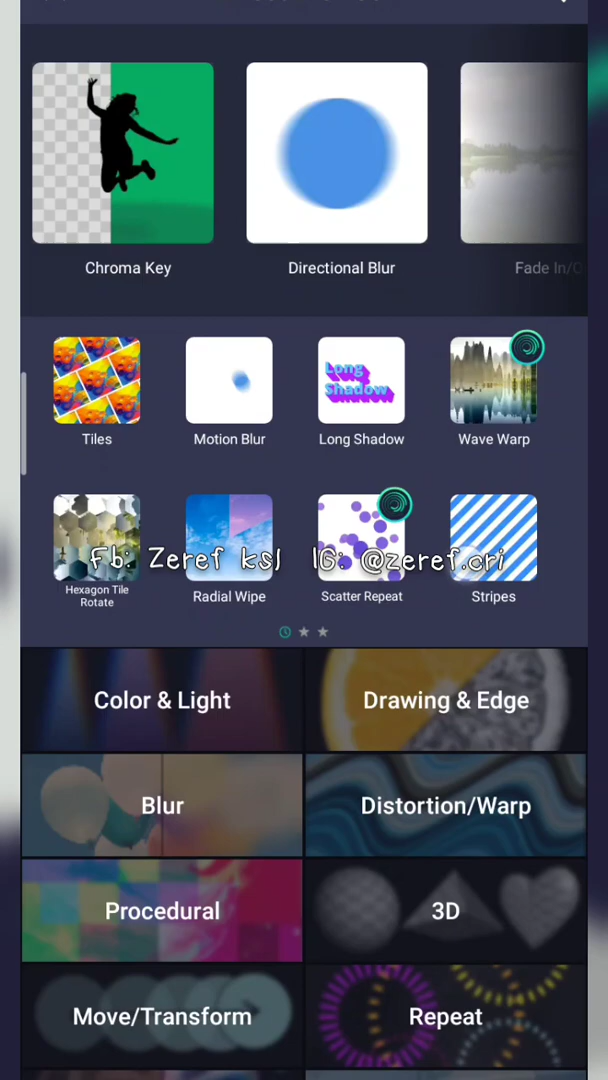 Chroma Key
Directional Blur
Fade In/O
Long
Shadow
Tiles
Motion Blur
Long Shadow
Wave Warp
Fb: Zeref ksl IG: @zeref.cri
Hexagon Tile
Rotate
Radial Wipe
Scatter Repeat
Stripes
Color & Light
Drawing & Edge
Blur
Distortion/Warp
Procedural
3D
Move/Transform
Repeat